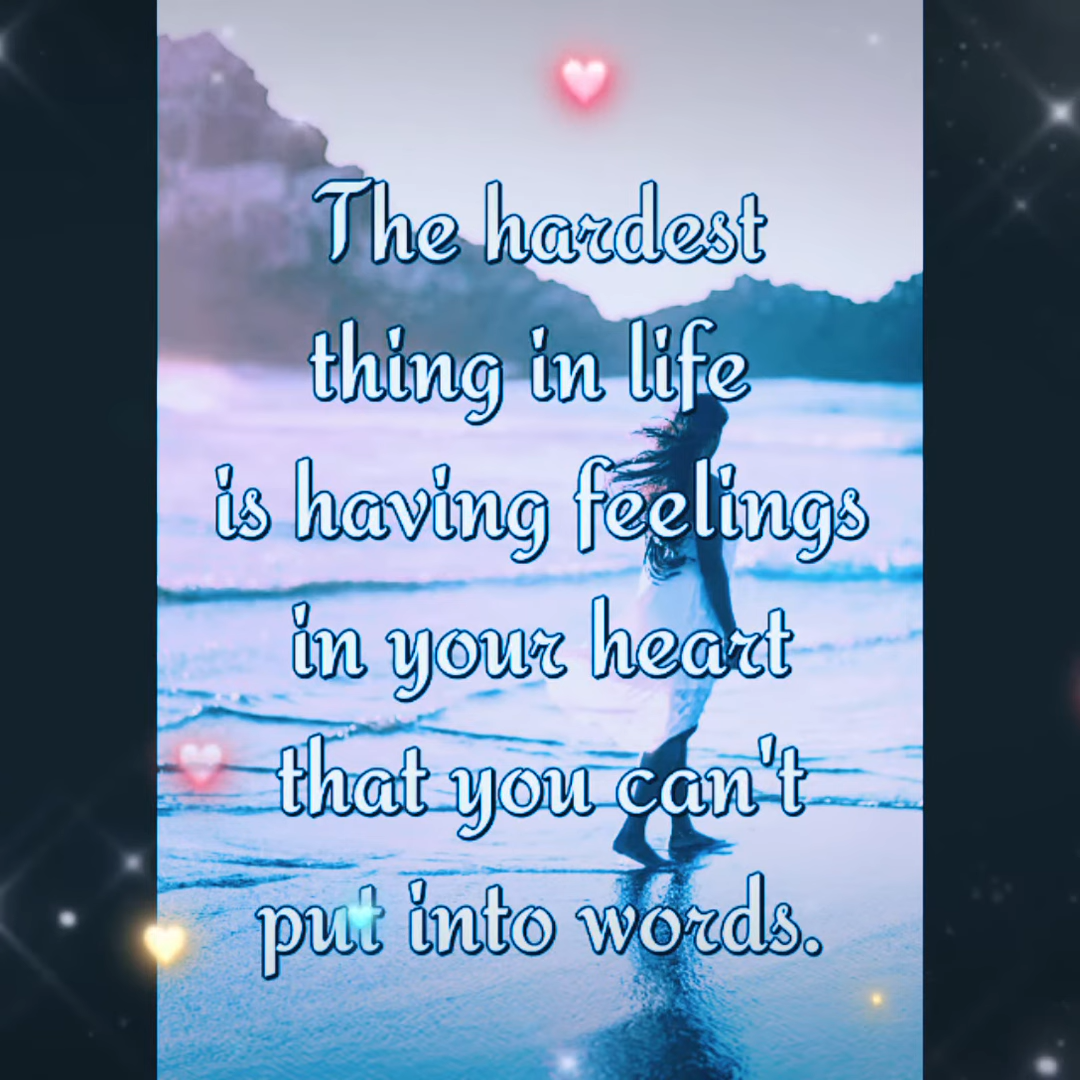 The hardest
thing in life
is having feelings
in your heart
that you can't
put into words.